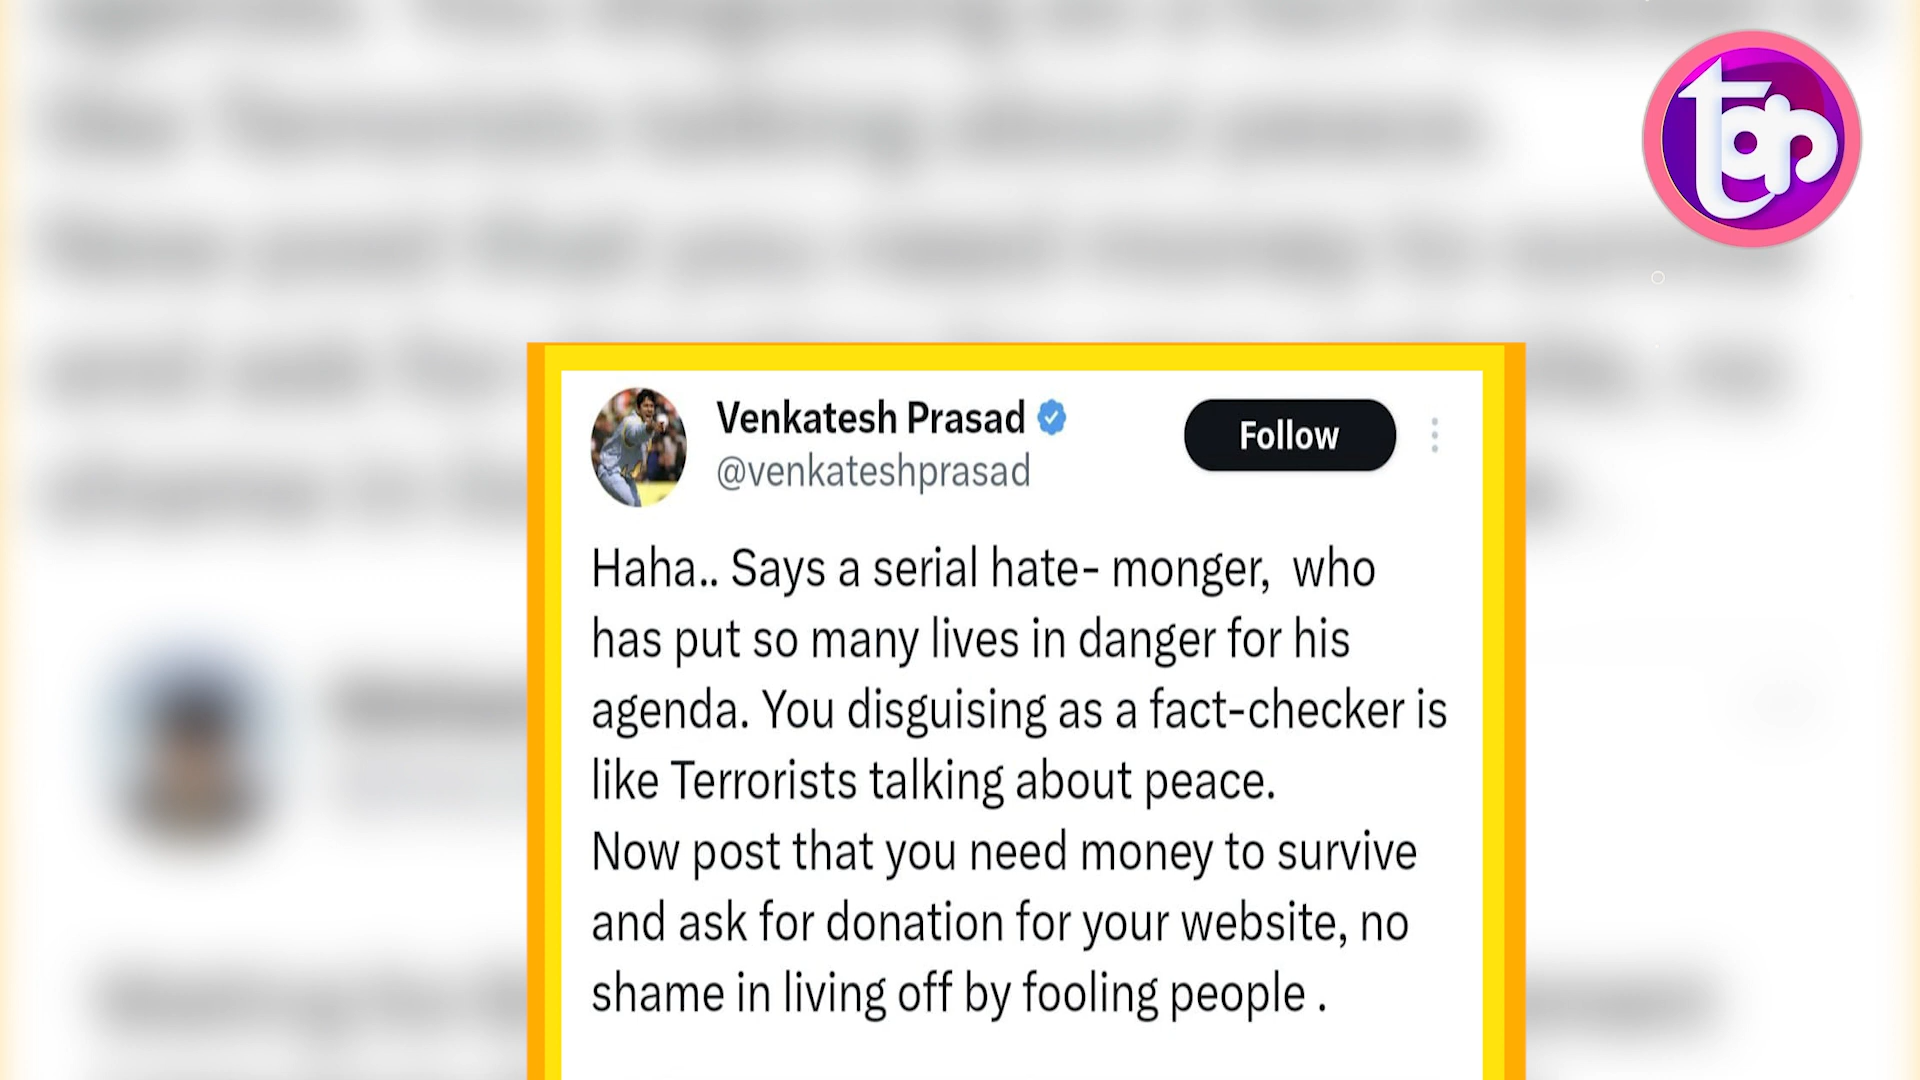 top
Venkatesh Prasad
Follow
@venkateshprasad
Haha.. Says a serial hate- monger, who
has put so many lives in danger for his
agenda. You disguising as a fact-checker is
like Terrorists talking about peace.
Now post that you need money to survive
and ask for donation for your website, no
shame in living off by fooling people .